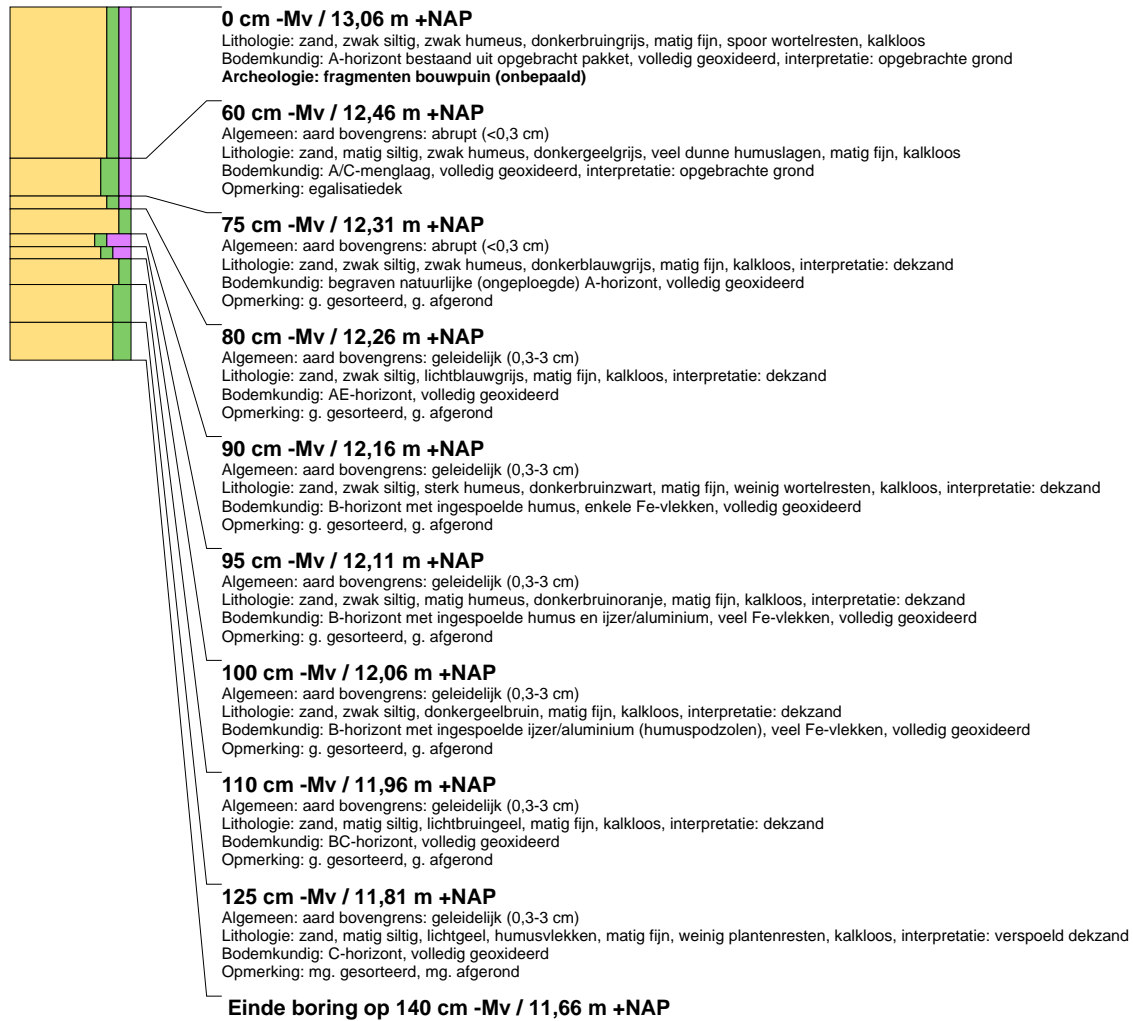 0 cm -Mv / 13,06 m +NAP
Lithologie: zand, zwak siltig, zwak humeus, donkerbruingrijs, matig fijn, spoor wortelresten, kalkloos
Bodemkundig: A-horizont bestaand uit opgebracht pakket, volledig geoxideerd, interpretatie: opgebrachte grond
Archeologie: fragmenten bouwpuin (onbepaald)
60 cm -Mv / 12,46 m +NAP
Algemeen: aard bovengrens: abrupt (<0,3 cm)
Lithologie: zand, matig siltig, zwak humeus, donkergeelgrijs, veel dunne humuslagen, matig fijn, kalkloos
Bodemkundig: A/C-menglaag, volledig geoxideerd, interpretatie: opgebrachte grond
Opmerking: egalisatiedek
75 cm -Mv / 12,31 m +NAP
Algemeen: aard bovengrens: abrupt (<0,3 cm)
Lithologie: zand, zwak siltig, zwak humeus, donkerblauwgrijs, matig fijn, kalkloos, interpretatie: dekzand
Bodemkundig: begraven natuurlijke (ongeploegde) A-horizont, volledig geoxideerd
Opmerking: g. gesorteerd, g. afgerond
80 cm -Mv / 12,26 m +NAP
Algemeen: aard bovengrens: geleidelijk (0,3-3 cm)
Lithologie: zand, zwak siltig, lichtblauwgrijs, matig fijn, kalkloos, interpretatie: dekzand
Bodemkundig: AE-horizont, volledig geoxideerd
Opmerking: g. gesorteerd, g. afgerond
90 cm -Mv / 12,16 m +NAP
Algemeen: aard bovengrens: geleidelijk (0,3-3 cm)
Lithologie: zand, zwak siltig, sterk humeus, donkerbruinzwart, matig fijn, weinig wortelresten, kalkloos, interpretatie: dekzand
Bodemkundig: B-horizont met ingespoelde humus, enkele Fe-vlekken, volledig geoxideerd
Opmerking: g. gesorteerd, g. afgerond
95 cm -Mv / 12,11 m +NAP
Algemeen: aard bovengrens: geleidelijk (0,3-3 cm)
Lithologie: zand, zwak siltig, matig humeus, donkerbruinoranje, matig fijn, kalkloos, interpretatie: dekzand
Bodemkundig: B-horizont met ingespoelde humus en ijzer/aluminium, veel Fe-vlekken, volledig geoxideerd
Opmerking: g. gesorteerd, g. afgerond
100 cm -Mv / 12,06 m +NAP
Algemeen: aard bovengrens: geleidelijk (0,3-3 cm)
Lithologie: zand, zwak siltig, donkergeelbruin, matig fijn, kalkloos, interpretatie: dekzand
Bodemkundig: B-horizont met ingespoelde ijzer/aluminium (humuspodzolen), veel Fe-vlekken, volledig geoxideerd
Opmerking: g. gesorteerd, g. afgerond
110 cm -Mv / 11,96 m +NAP
Algemeen: aard bovengrens: geleidelijk (0,3-3 cm)
Lithologie: zand, matig siltig, lichtbruingeel, matig fijn, kalkloos, interpretatie: dekzand
Bodemkundig: BC-horizont, volledig geoxideerd
Opmerking: g. gesorteerd, g. afgerond
125 cm -Mv / 11,81 m +NAP
Algemeen: aard bovengrens: geleidelijk (0,3-3 cm)
Lithologie: zand, matig siltig, lichtgeel, humusvlekken, matig fijn, weinig plantenresten, kalkloos, interpretatie: verspoeld dekzand
Bodemkundig: C-horizont, volledig geoxideerd
Opmerking: mg. gesorteerd, mg. afgerond
Einde boring op 140 cm -Mv / 11,66 m +NAP